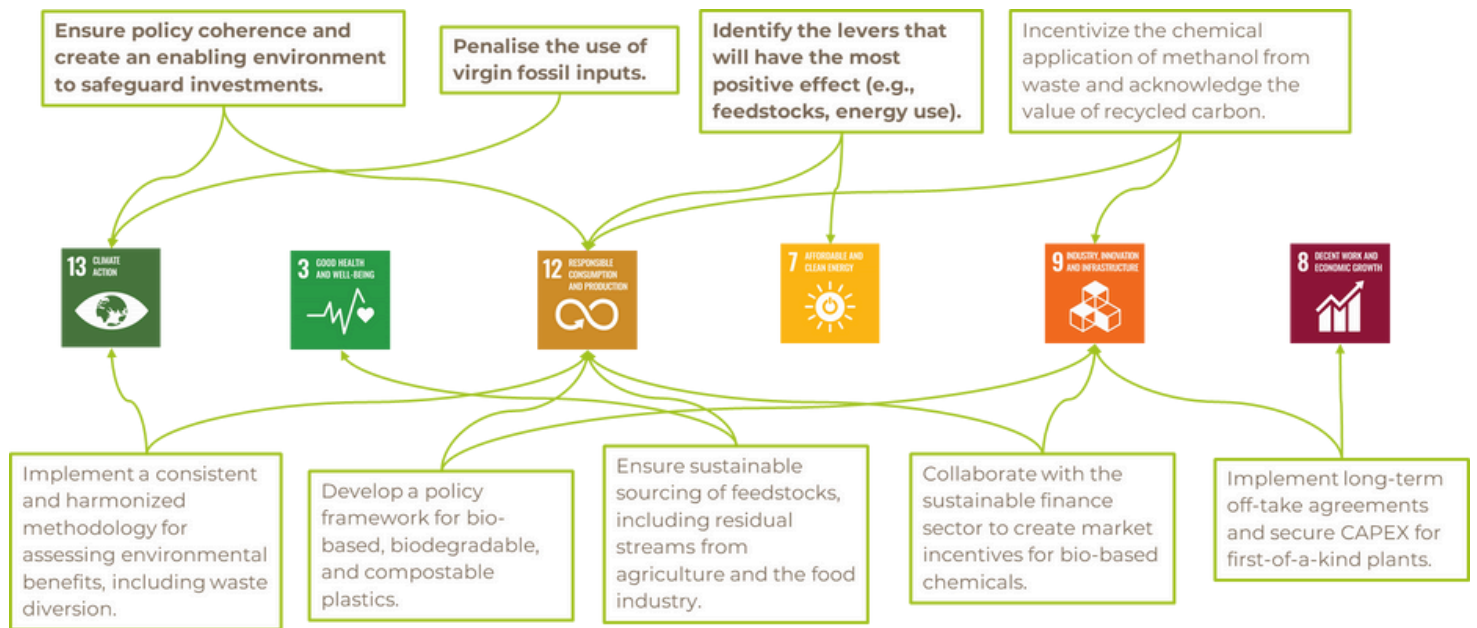 Ensure policy coherence and
create an enabling environment
to safeguard investments.
Penalise the use of
virgin fossil inputs.
Identify the levers that
will have the most
positive effect (e.g.,
feedstocks, energy use).
Incentivize the chemical
application of methanol from
waste and acknowledge the
value of recycled carbon.
13 CLIMATE
ACTION
3 GOOD HEALTH
AND WELL-BEING
12 RESPONSIBLE
CONSUMPTION
AND PRODUCTION
7 AFFORDABLE AND
CLEAN ENERGY
9 INDUSTRY, INNOVATION
AND INFRASTRUCTURE
8 DECENT WORK AND
ECONOMIC GROWTH
Implement a consistent
and harmonized
methodology for
assessing environmental
benefits, including waste
diversion.
Develop a policy
framework for bio-
based, biodegradable,
and compostable
plastics.
Ensure sustainable
sourcing of feedstocks,
including residual
streams from
agriculture and the food
industry.
Collaborate with the
sustainable finance
sector to create market
incentives for bio-based
chemicals.
Implement long-term
off-take agreements
and secure CAPEX for
first-of-a-kind plants.